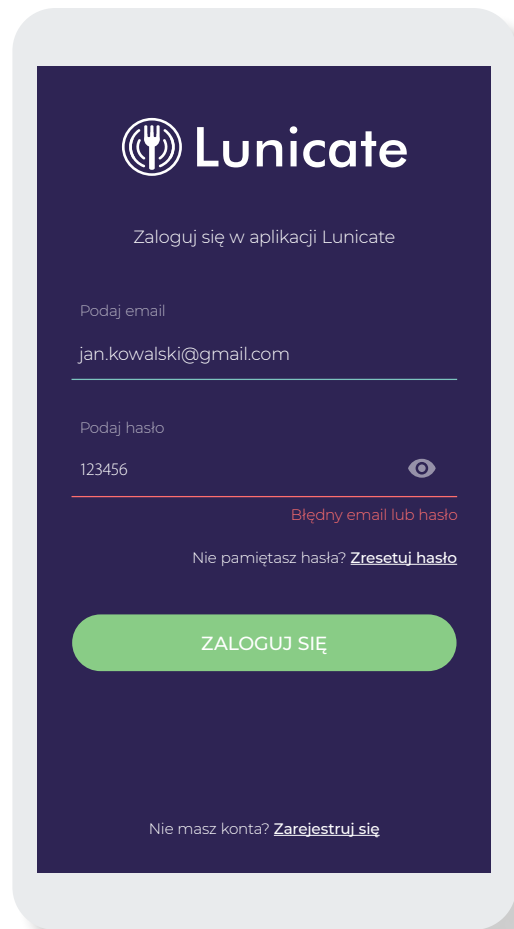 Lunicate
Zaloguj się w aplikacji Lunicate
Podaj email
jan.kowalski@gmail.com
Podaj hasło
123456
Błędny email lub hasło
Nie pamiętasz hasła? Zresetuj hasło
ZALOGUJ SIĘ
Nie masz konta? Zarejestruj się